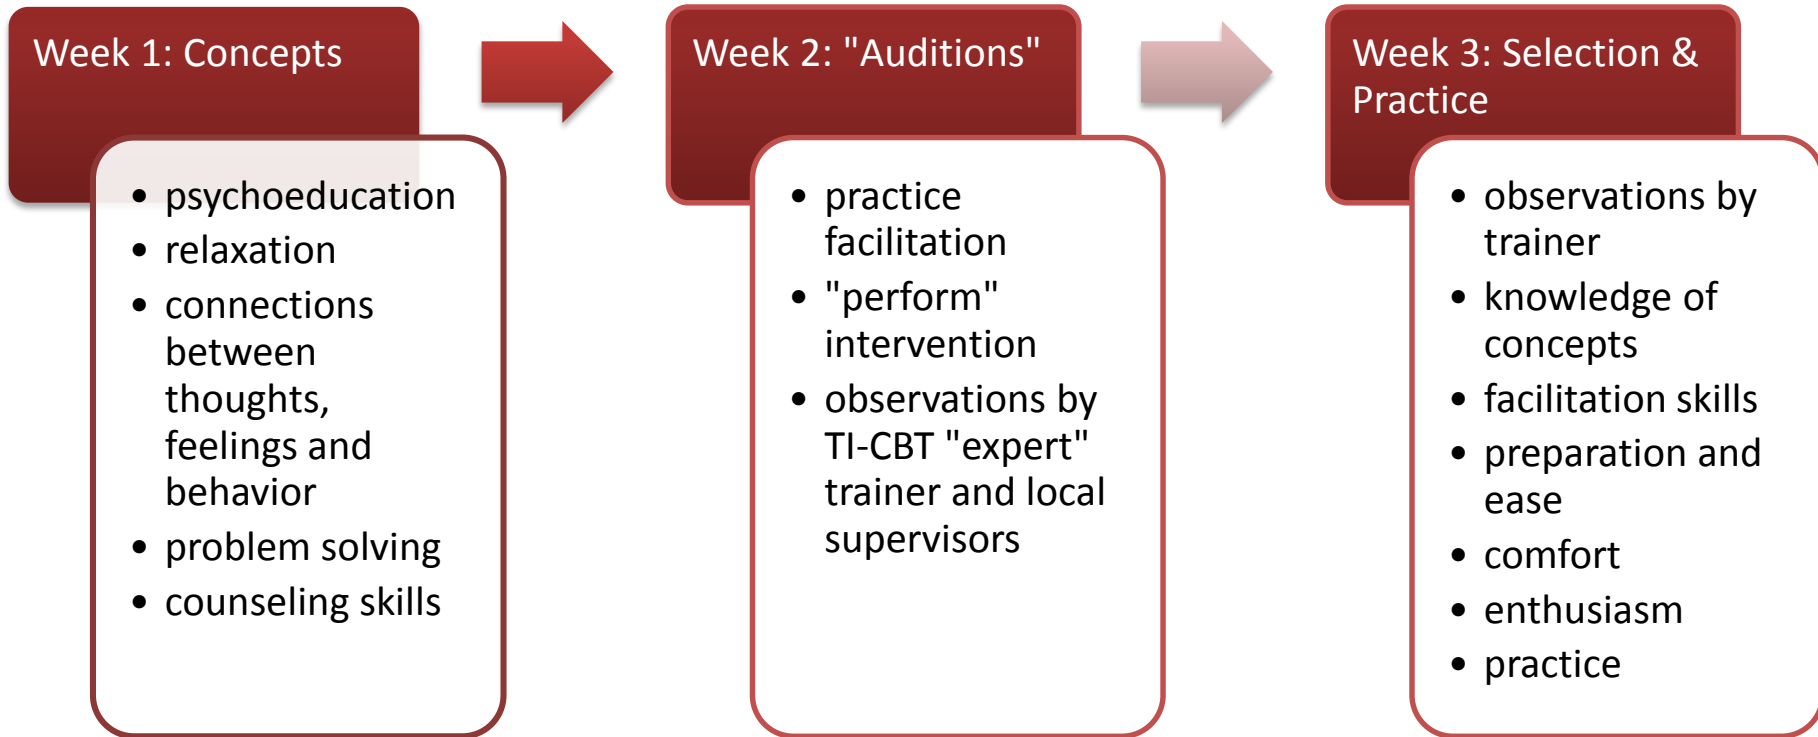 Week 1: Concepts
• psychoeducation
• relaxation
• connections
between
thoughts,
feelings and
behavior
• problem solving
• counseling skills
Week 2: "Auditions"
• practice
facilitation
• "perform"
intervention
• observations by
TI-CBT "expert"
trainer and local
supervisors
Week 3: Selection &
Practice
• observations by
trainer
• knowledge of
concepts
• facilitation skills
• preparation and
ease
• comfort
• enthusiasm
• practice